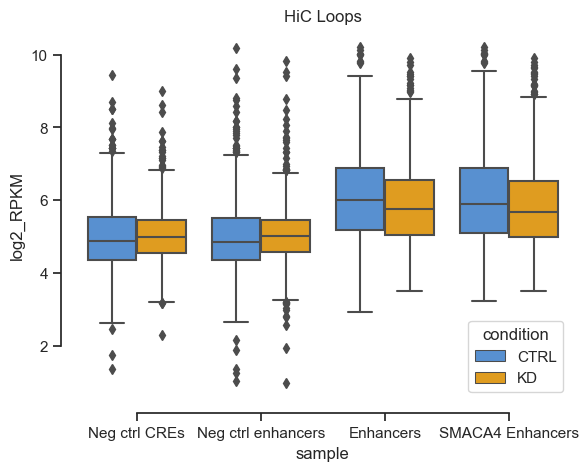 HiC Loops
10
8
6
4
2
log2_RPKM
condition
CTRL
KD
Neg ctrl CREs
Neg ctrl enhancers
Enhancers
SMACA4 Enhancers
sample